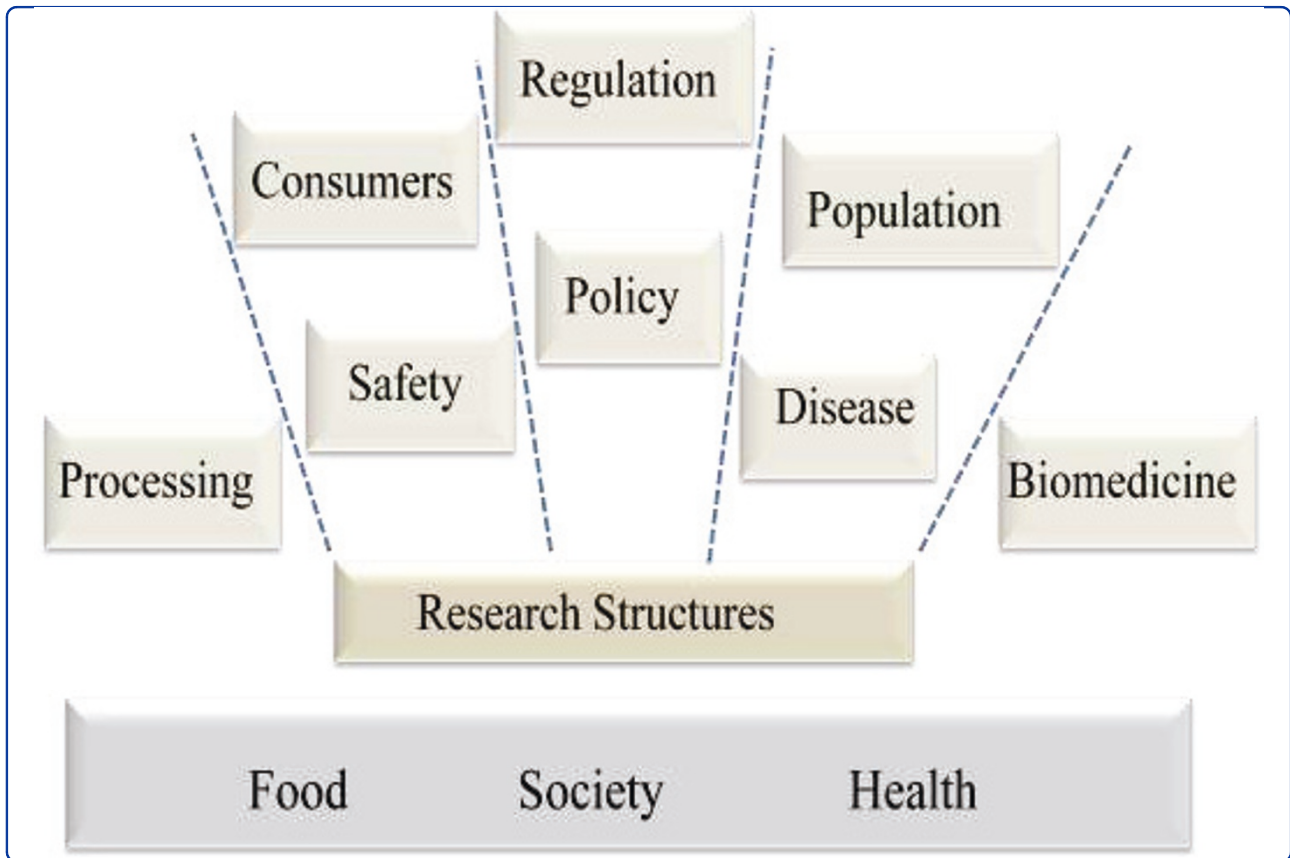 Regulation
Consumers
Population
Policy
Safety
Disease
Processing
Biomedicine
Research Structures
Food Society Health